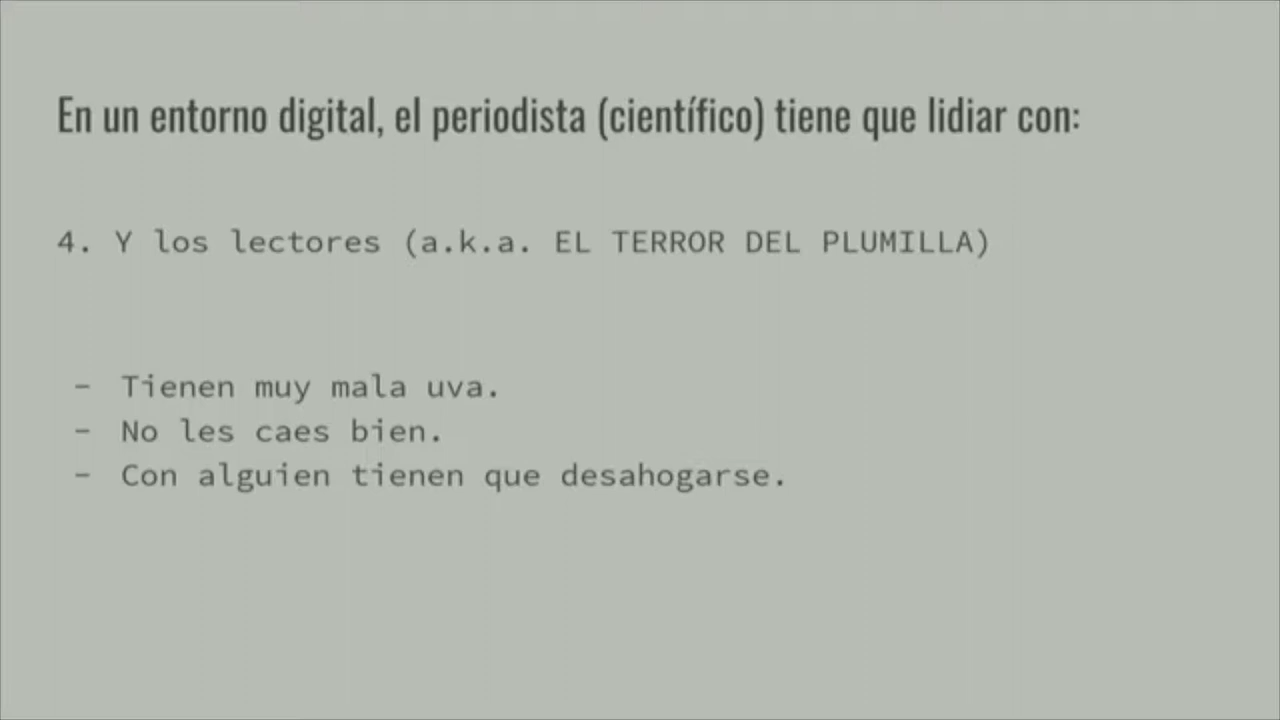 En un entorno digital, el periodista (científico) tiene que lidiar con:
4. Y los lectores (a.k.a. EL TERROR DEL PLUMILLA)
- Tienen muy mala uva.
- No les caes bien.
- Con alguien tienen que desahogarse.